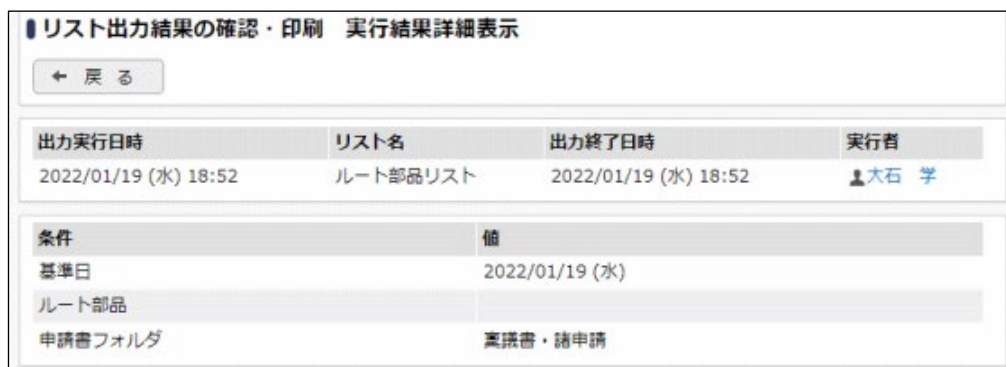 リスト出力結果の確認・印刷 実行結果詳細表示
← 戻る
出力実行日時 リスト名 出力終了日時 実行者
2022/01/19 (水) 18:52 ルート部品リスト 2022/01/19 (水) 18:52 大石 学
条件 値
基準日 2022/01/19 (水)
ルート部品
申請書フォルダ 稟議書・諸申請